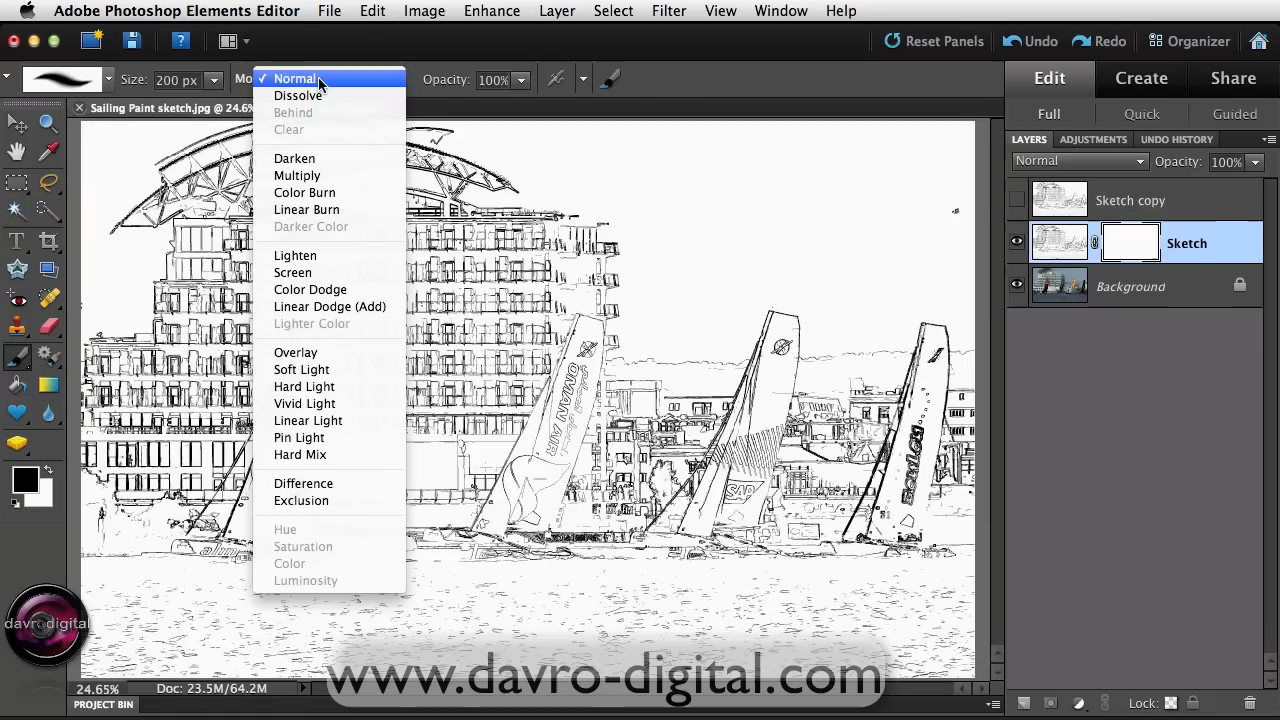 Adobe Photoshop Elements Editor File Edit Image Enhance Layer Select Filter View Window Help
Reset Panels Undo Redo Organizer
Size: 200 px Mo Opacity: 100%
Edit Create Share
Sailing Paint sketch.jpg @ 24.6%
Full Quick Guided
LAYERS ADJUSTMENTS UNDO HISTORY
Normal Opacity: 100%
Sketch copy
Sketch
Background
Normal
Dissolve
Behind
Clear
Darken
Multiply
Color Burn
Linear Burn
Darker Color
Lighten
Screen
Color Dodge
Linear Dodge (Add)
Lighter Color
Overlay
Soft Light
Hard Light
Vivid Light
Linear Light
Pin Light
Hard Mix
Difference
Exclusion
Hue
Saturation
Color
Luminosity
OMAN AIR
SAP
davro-digital
www.davro-digital.com
24.65% Doc: 23.5M/64.2M
PROJECT BIN
Lock: